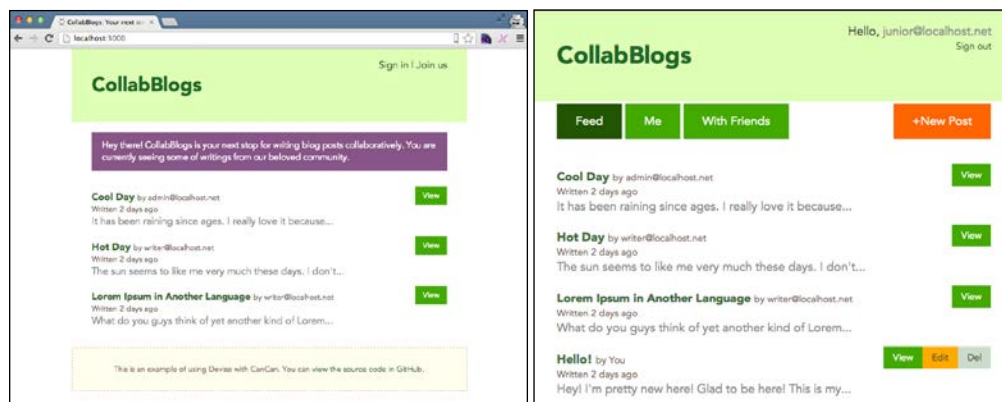 CollabBlogs: Your next
localhost:3000
Sign in | Join us
CollabBlogs
Hey there! CollabBlogs is your next stop for writing blog posts collaboratively. You are
currently seeing some of writings from our beloved community.
Cool Day by admin@localhost.net
View
Written 2 days ago
It has been raining since ages. I really love it because...
Hot Day by writer@localhost.net
View
Written 2 days ago
The sun seems to like me very much these days. I don't...
Lorem Ipsum in Another Language by writer@localhost.net
View
Written 2 days ago
What do you guys think of yet another kind of Lorem...
This is an example of using Devise with CanCan. You can view the source code in GitHub.
Hello, junior@localhost.net
Sign out
CollabBlogs
Feed Me With Friends +New Post
Cool Day by admin@localhost.net
View
Written 2 days ago
It has been raining since ages. I really love it because...
Hot Day by writer@localhost.net
View
Written 2 days ago
The sun seems to like me very much these days. I don't...
Lorem Ipsum in Another Language by writer@localhost.net
View
Written 2 days ago
What do you guys think of yet another kind of Lorem...
Hello! by You
View Edit Del
Written 2 days ago
Hey! I'm pretty new here! Glad to be here! This is my...